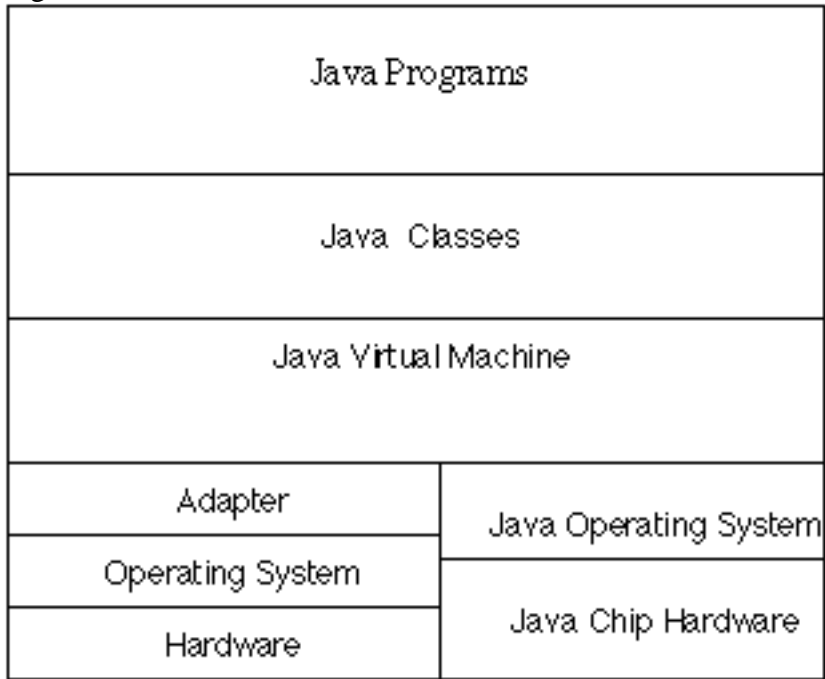 Java Programs
Java Classes
Java Virtual Machine
Adapter
Operating System
Hardware
Java Operating System
Java Chip Hardware